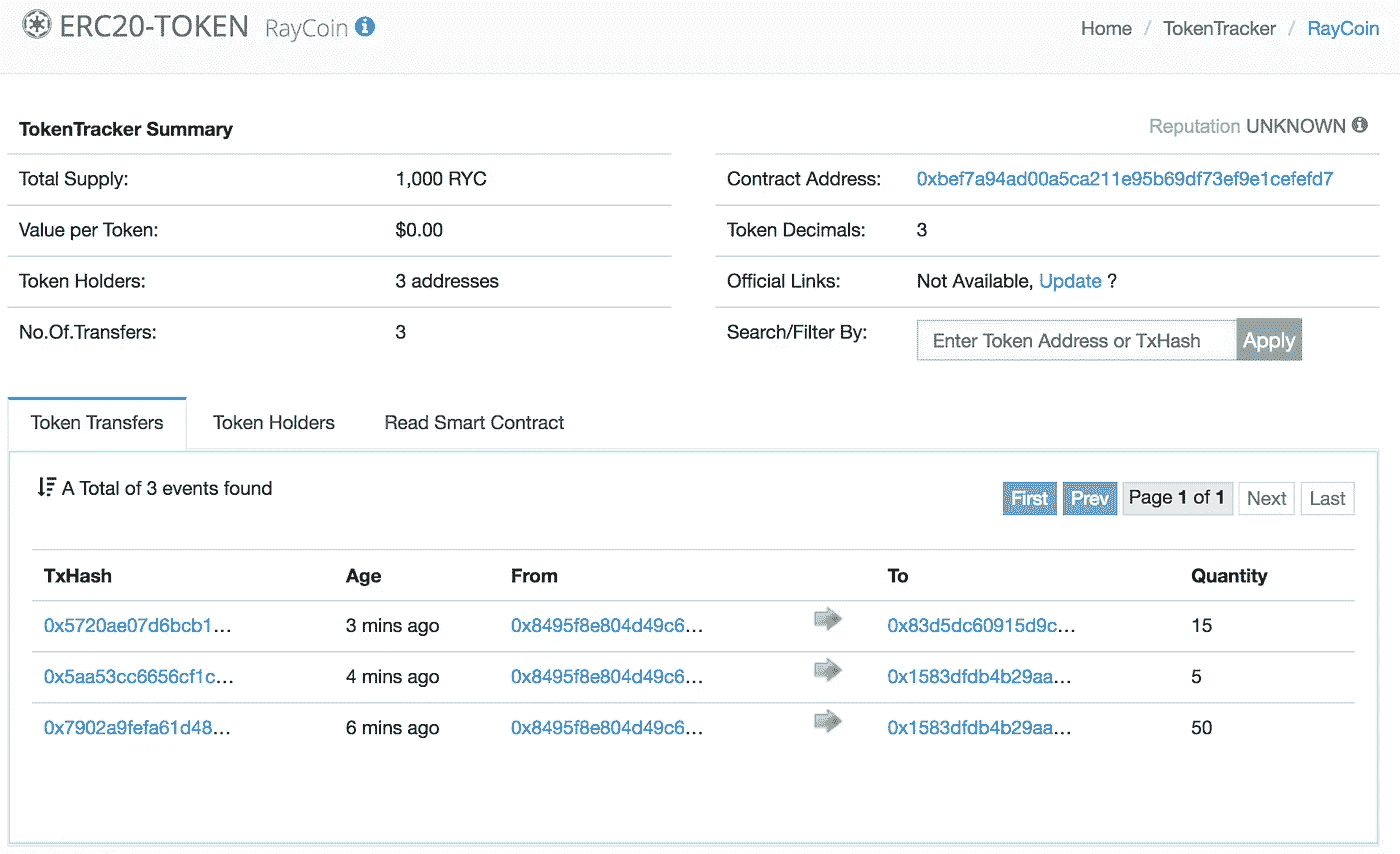 ERC20-TOKEN RayCoin
Home / TokenTracker / RayCoin
TokenTracker Summary
Reputation UNKNOWN
Total Supply: 1,000 RYC
Contract Address: 0xbef7a94ad00a5ca211e95b69df73ef9e1cefefd7
Value per Token: $0.00
Token Decimals: 3
Token Holders: 3 addresses
Official Links: Not Available, Update ?
No.Of.Transfers: 3
Search/Filter By: Enter Token Address or TxHash Apply
Token Transfers Token Holders Read Smart Contract
A Total of 3 events found
First Prev Page 1 of 1 Next Last
TxHash Age From To Quantity
0x5720ae07d6bcb1... 3 mins ago 0x8495f8e804d49c6... 0x83d5dc60915d9c... 15
0x5aa53cc6656cf1c... 4 mins ago 0x8495f8e804d49c6... 0x1583dfdb4b29aa... 5
0x7902a9fefa61d48... 6 mins ago 0x8495f8e804d49c6... 0x1583dfdb4b29aa... 50